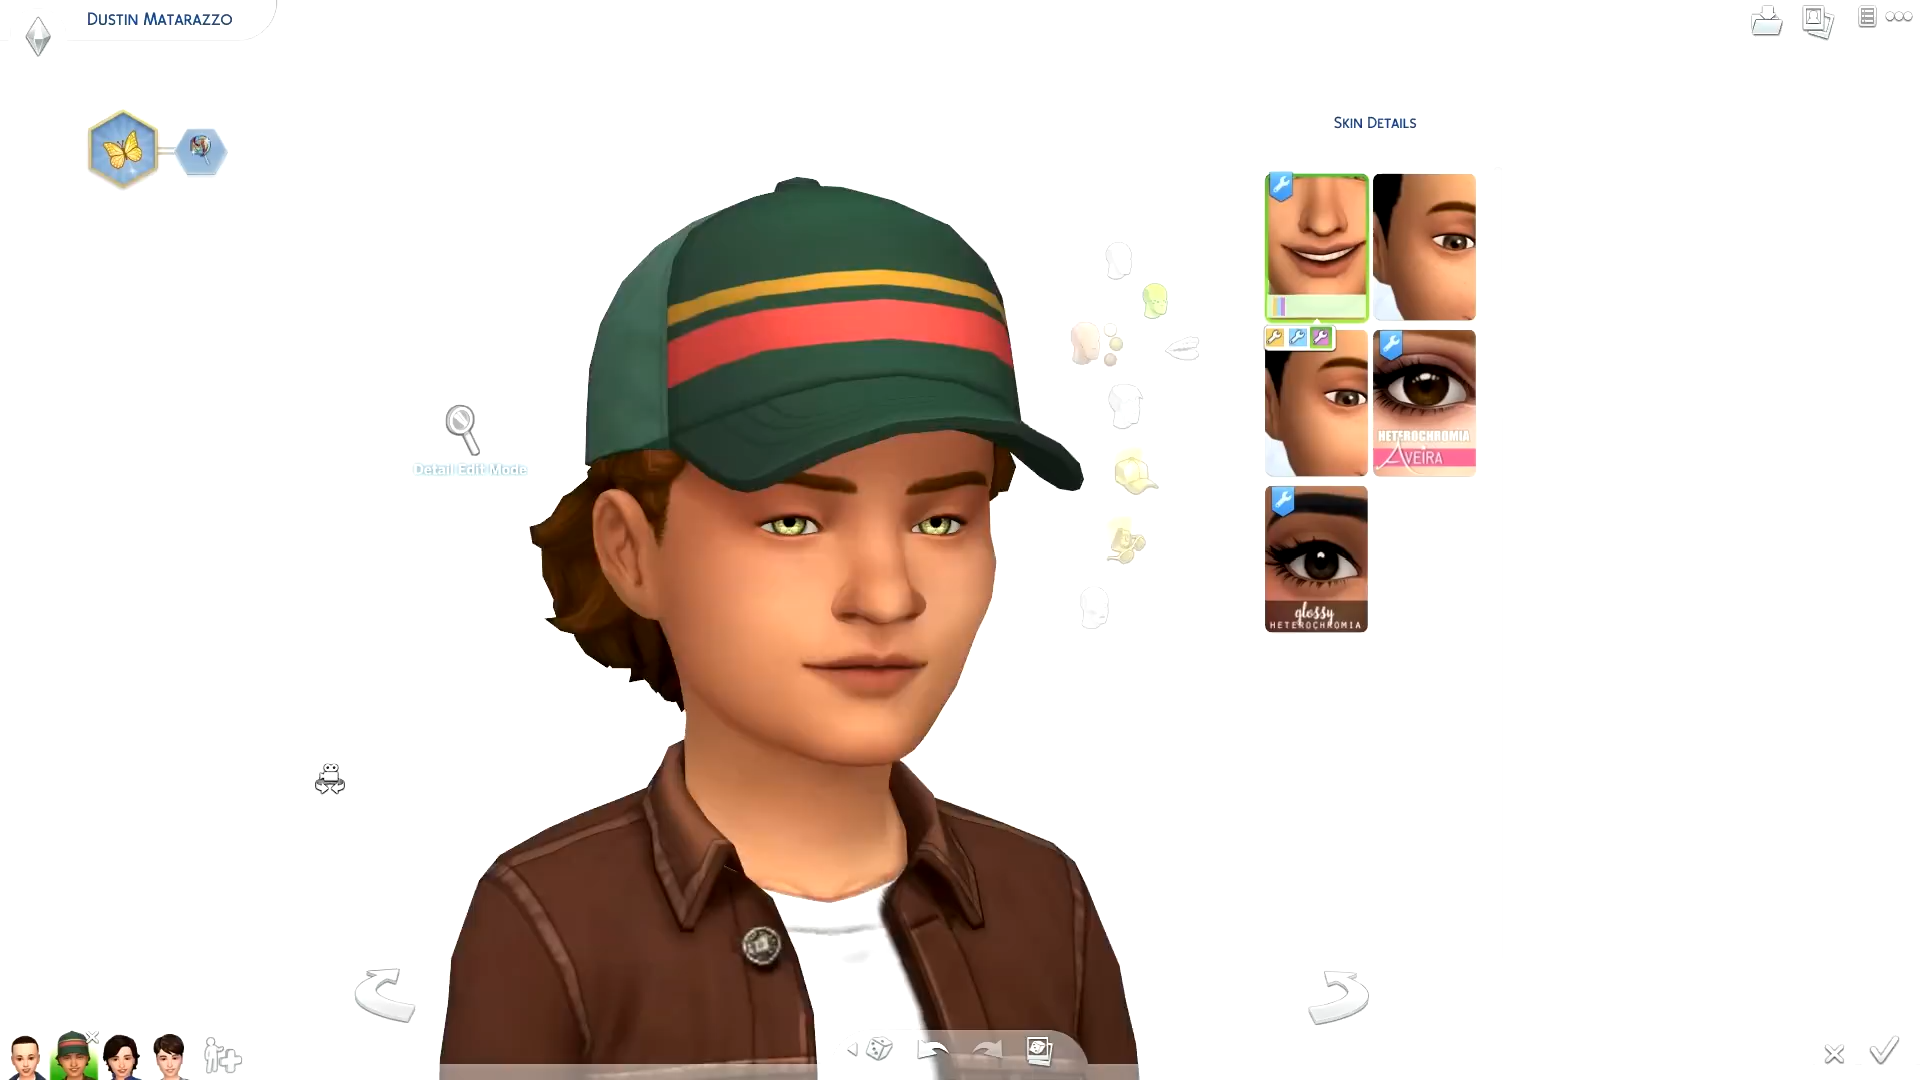 Dustin Matarazzo
Skin Details
Detail Edit Mode
HETEROCHROMIA
AVEIRA
glossy
HETEROCHROMIA